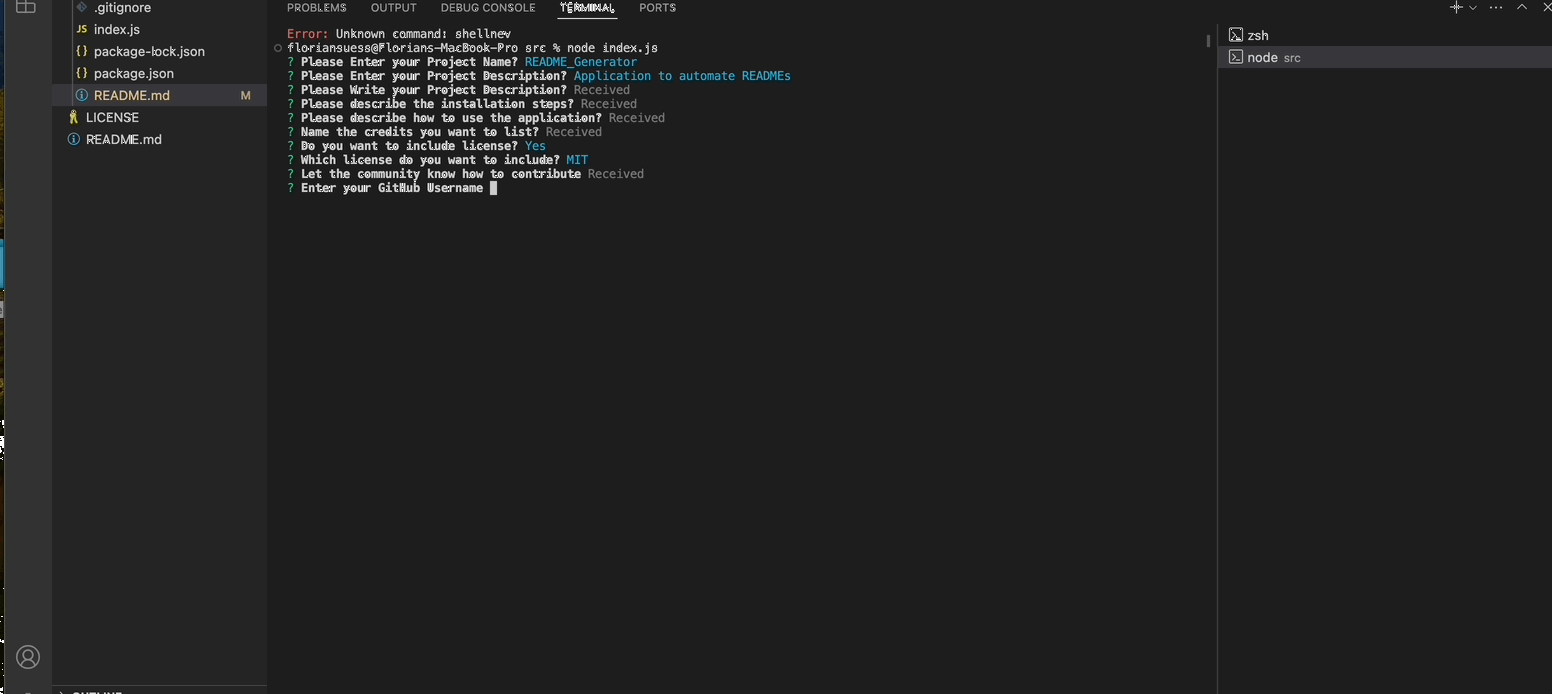 .gitignore
JS index.js
{} package-lock.json
{} package.json
README.md M
LICENSE
README.md
PROBLEMS OUTPUT DEBUG CONSOLE TERMINAL PORTS
Error: Unknown command: shellnev
floriansuess@Florians-MacBook-Pro src % node index.js
? Please Enter your Project Name? README_Generator
? Please Enter your Project Description? Application to automate READMEs
? Please Write your Project Description? Received
? Please describe the installation steps? Received
? Please describe how to use the application? Received
? Name the credits you want to list? Received
? Do you want to include license? Yes
? Which license do you want to include? MIT
? Let the community know how to contribute Received
? Enter your GitHub Username
zsh
node src
OUTLINE